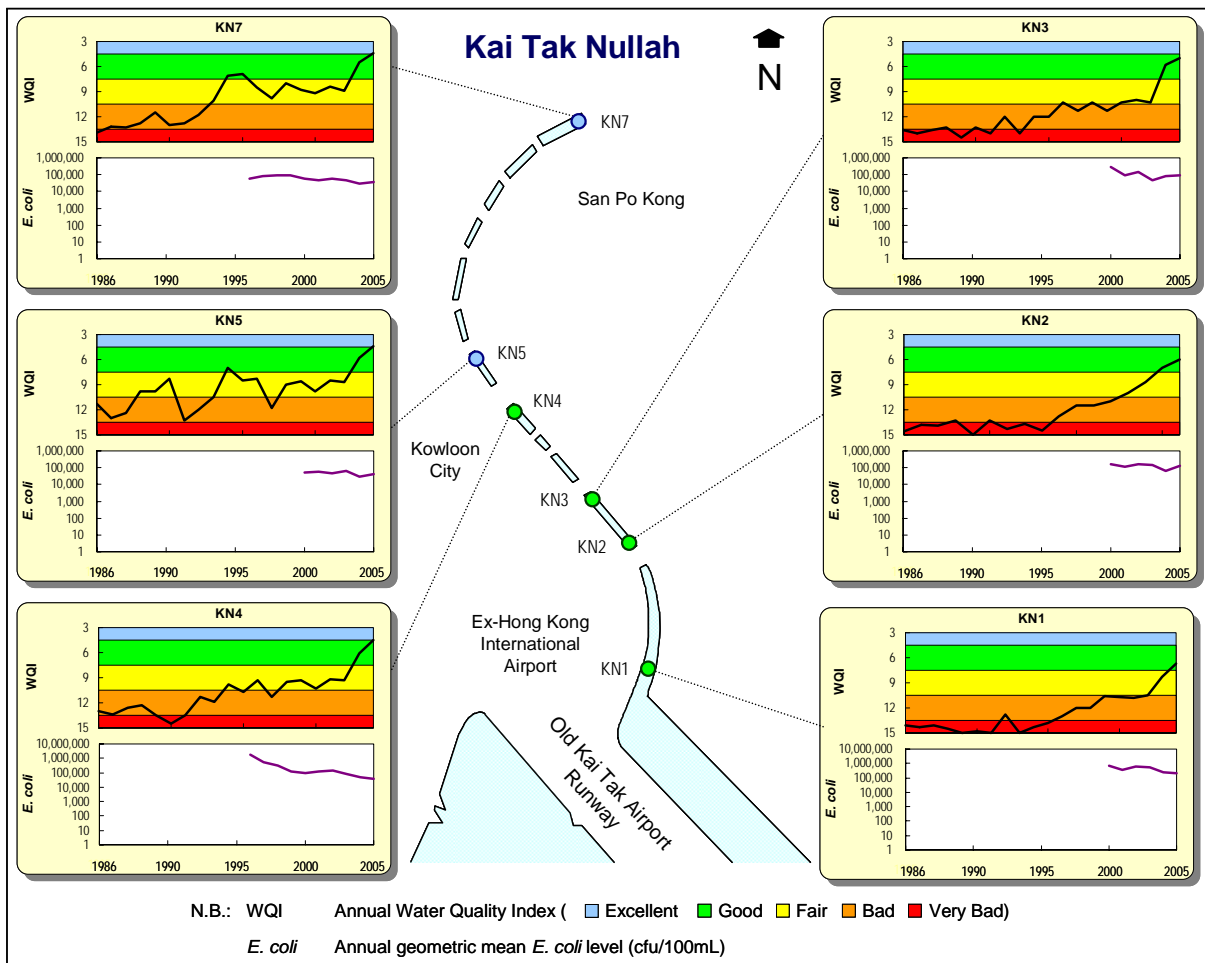 Kai Tak Nullah
N
KN7
WQI
3
6
9
12
15
E. coli
1,000,000
100,000
10,000
1,000
100
10
1
1986 1990 1995 2000 2005
KN5
WQI
3
6
9
12
15
E. coli
1,000,000
100,000
10,000
1,000
100
10
1
1986 1990 1995 2000 2005
KN4
WQI
3
6
9
12
15
E. coli
10,000,000
1,000,000
100,000
10,000
1,000
100
10
1
1986 1990 1995 2000 2005
KN7
San Po Kong
KN5
KN4
Kowloon
City
KN3
KN2
Ex-Hong Kong
International
Airport
KN1
Old Kai Tak Airport
Runway
KN3
WQI
3
6
9
12
15
E. coli
1,000,000
100,000
10,000
1,000
100
10
1
1986 1990 1995 2000 2005
KN2
WQI
3
6
9
12
15
E. coli
1,000,000
100,000
10,000
1,000
100
10
1
1986 1990 1995 2000 2005
KN1
WQI
3
6
9
12
15
E. coli
10,000,000
1,000,000
100,000
10,000
1,000
100
10
1
1986 1990 1995 2000 2005
N.B.: WQI Annual Water Quality Index ( Excellent Good Fair Bad Very Bad)
E. coli Annual geometric mean E. coli level (cfu/100mL)